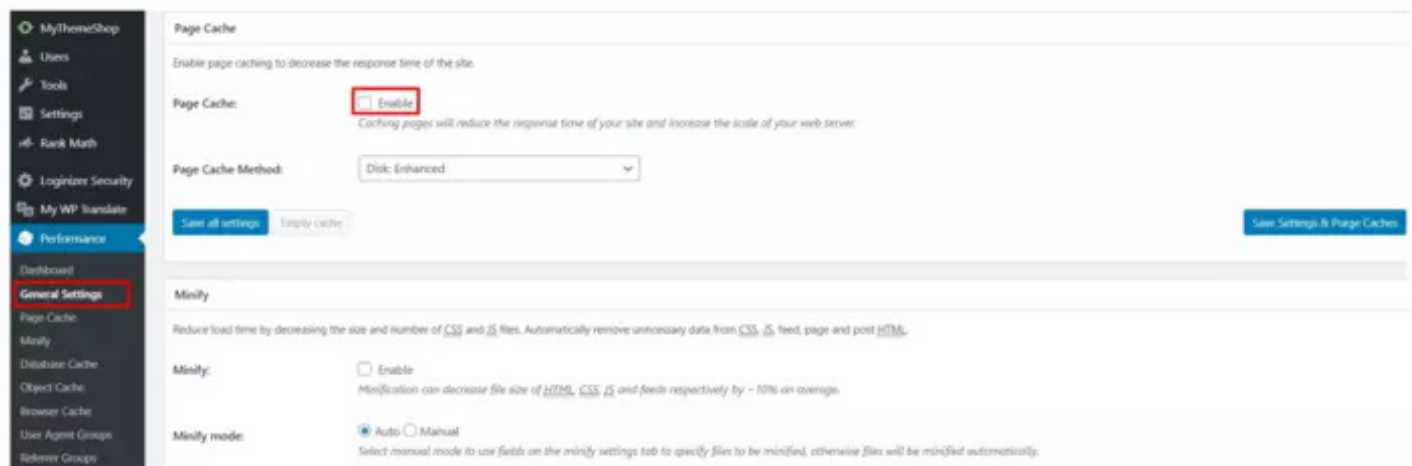 MyThemeShop
Users
Tools
Settings
Rank Math
Loginizer Security
My WP Translate
Performance
Dashboard
General Settings
Page Cache
Minify
Database Cache
Object Cache
Browser Cache
User Agent Groups
Referrer Groups
Page Cache
Enable page caching to decrease the response time of the site.
Page Cache: Enable
Caching pages will reduce the response time of your site and increase the scale of your web server.
Page Cache Method: Disk: Enhanced
Save all settings Empty cache Save Settings & Purge Caches
Minify
Reduce load time by decreasing the size and number of CSS and JS files. Automatically remove unncessary data from CSS, JS, feed, page and post HTML.
Minify: Enable
Minification can decrease file size of HTML, CSS, JS and feeds respectively by ~10% on average.
Minify mode: Auto Manual
Select manual mode to use fields on the minify settings tab to specify files to be minified, otherwise files will be minified automatically.